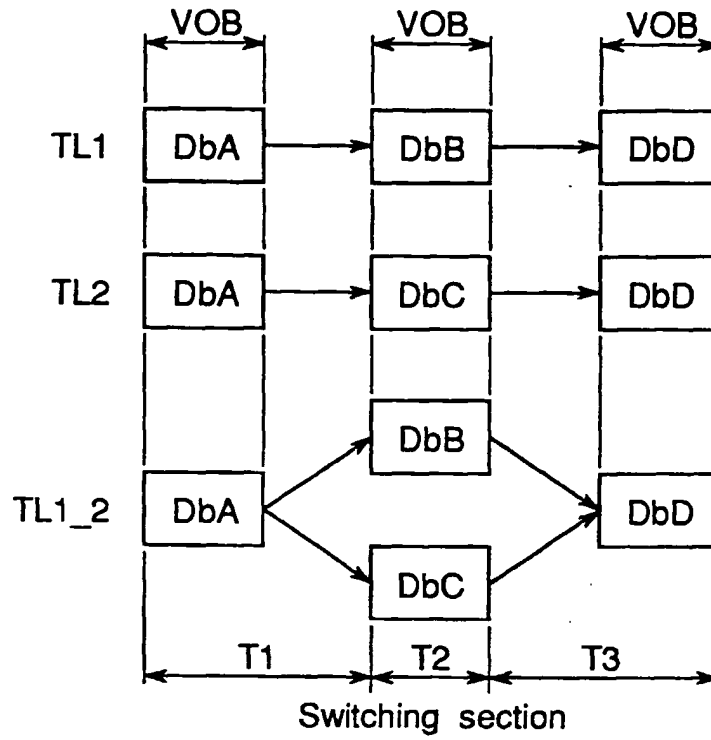 VOB VOB VOB
TL1 DbA DbB DbD
TL2 DbA DbC DbD
DbB
TL1_2 DbA DbD
DbC
T1 T2 T3
Switching section